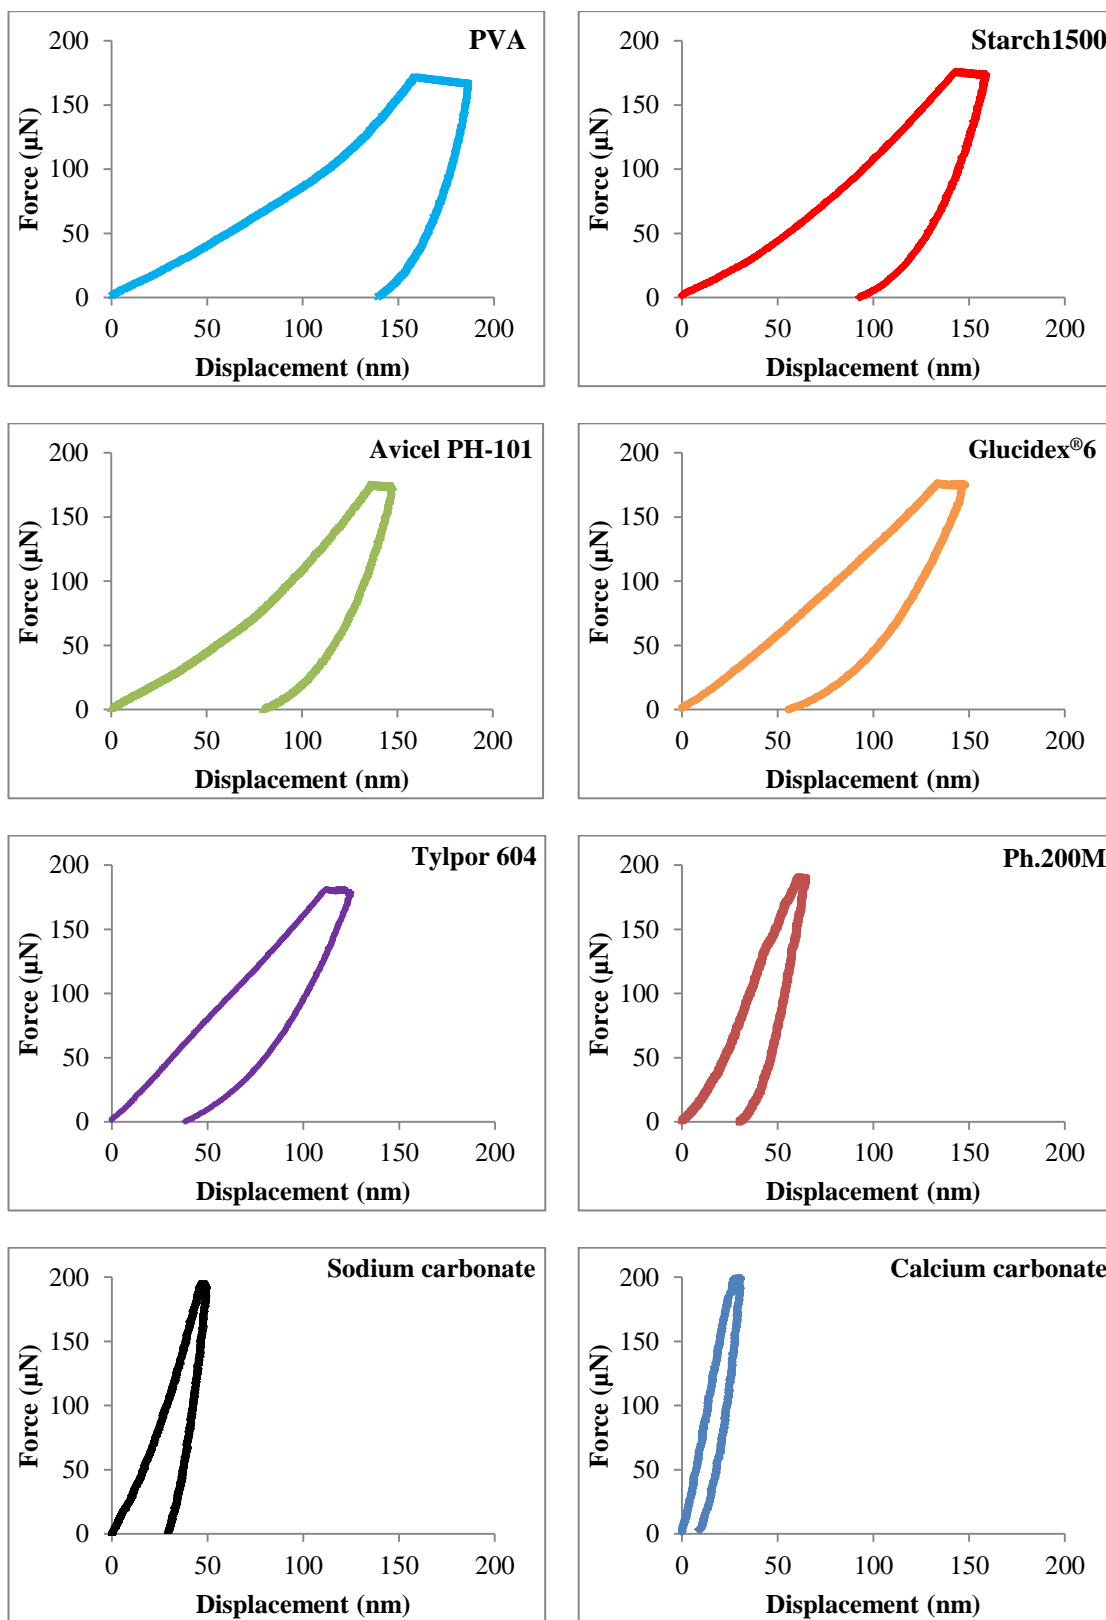 PVA
Force (µN)
200
150
100
50
0
0 50 100 150 200
Displacement (nm)
Starch1500
Force (µN)
200
150
100
50
0
0 50 100 150 200
Displacement (nm)
Avicel PH-101
Force (µN)
200
150
100
50
0
0 50 100 150 200
Displacement (nm)
Glucidex®6
Force (µN)
200
150
100
50
0
0 50 100 150 200
Displacement (nm)
Tylpor 604
Force (µN)
200
150
100
50
0
0 50 100 150 200
Displacement (nm)
Ph.200M
Force (µN)
200
150
100
50
0
0 50 100 150 200
Displacement (nm)
Sodium carbonate
Force (µN)
200
150
100
50
0
0 50 100 150 200
Displacement (nm)
Calcium carbonate
Force (µN)
200
150
100
50
0
0 50 100 150 200
Displacement (nm)